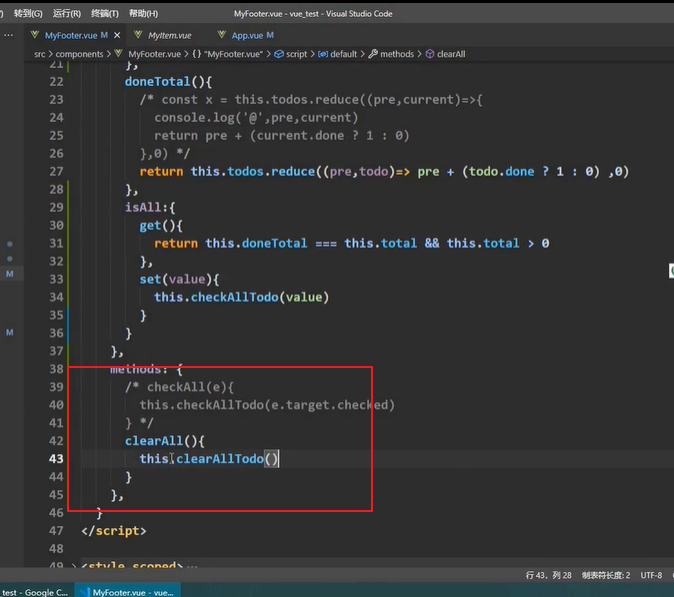 转到(G) 运行(R) 终端(T) 帮助(H) MyFooter.vue - vue_test - Visual Studio Code
··· MyFooter.vue M × MyItem.vue App.vue M
src > components > MyFooter.vue > {} "MyFooter.vue" > script > default > methods > clearAll
21 },
22 doneTotal(){
23 /* const x = this.todos.reduce((pre,current)=>{
24 console.log('@',pre,current)
25 return pre + (current.done ? 1 : 0)
26 },0) */
27 return this.todos.reduce((pre,todo)=> pre + (todo.done ? 1 : 0) ,0)
28 },
29 isAll:{
30 get(){
31 return this.doneTotal === this.total && this.total > 0
32 },
33 set(value){
M
34 this.checkAllTodo(value)
35 }
36 }
M
37 },
38 methods: {
39 /* checkAll(e){
40 this.checkAllTodo(e.target.checked)
41 } */
42 clearAll(){
43 this.clearAllTodo()
44 }
45 },
46 }
47 </script>
48
49 > <style scoped>···
行 43，列 28 制表符长度: 2 UTF-8
test - Google C... MyFooter.vue - vue...